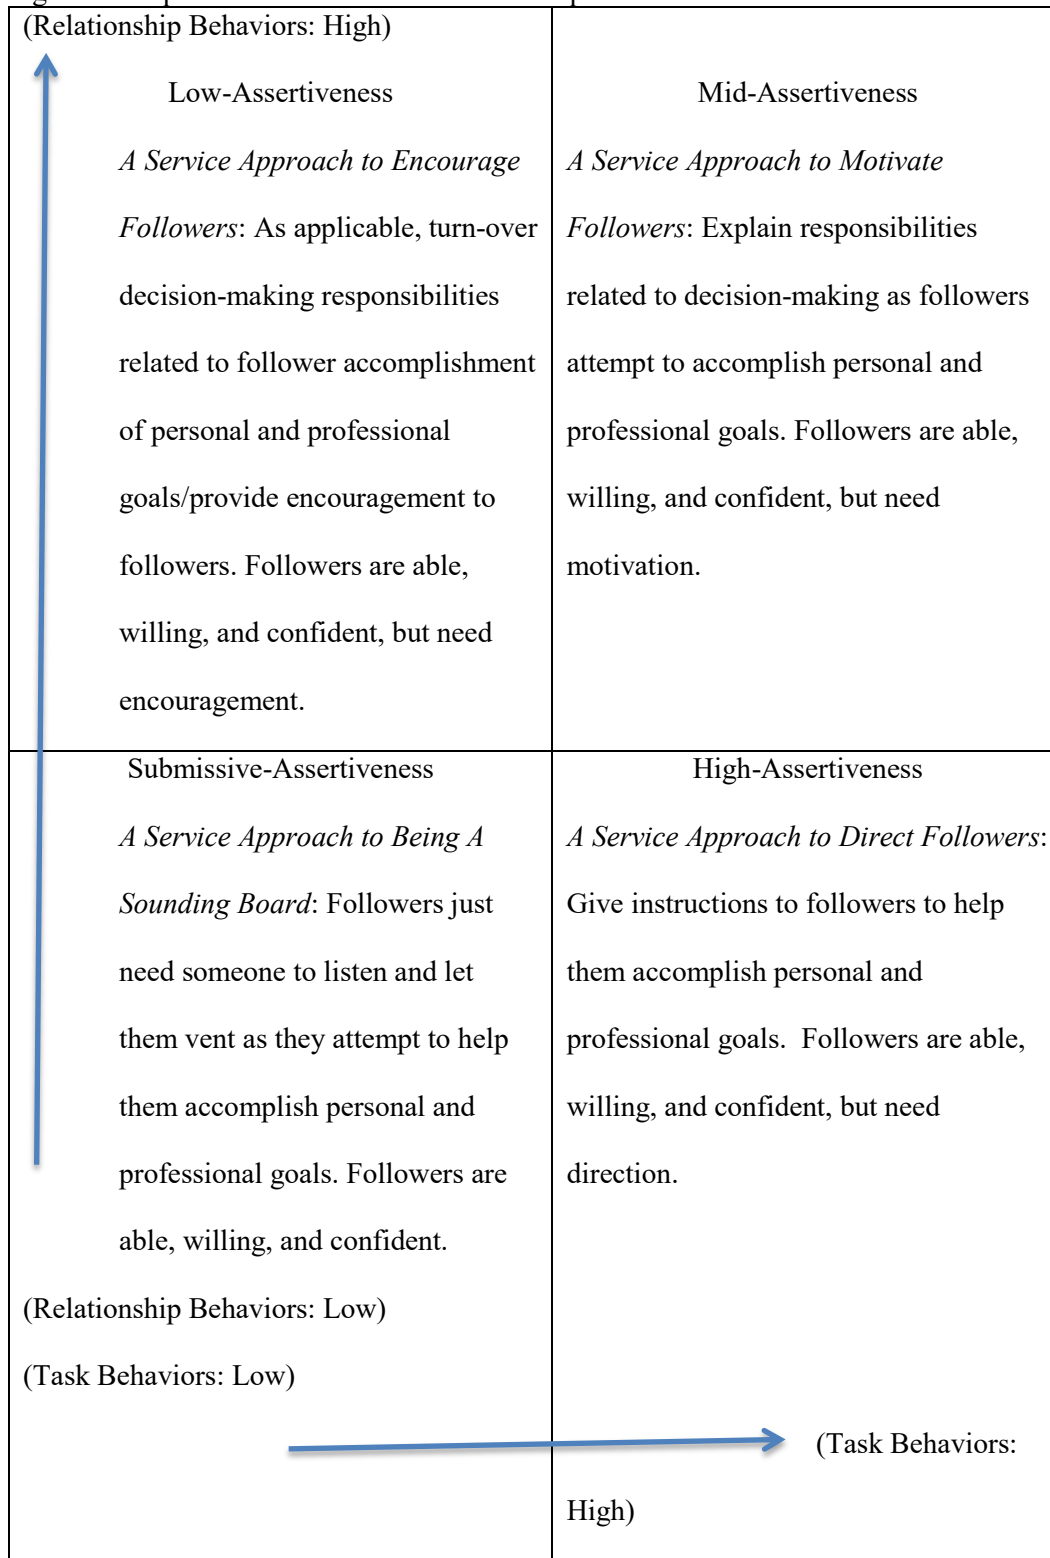 (Relationship Behaviors: High)
Low-Assertiveness
A Service Approach to Encourage
Followers: As applicable, turn-over
decision-making responsibilities
related to follower accomplishment
of personal and professional
goals/provide encouragement to
followers. Followers are able,
willing, and confident, but need
encouragement.
Mid-Assertiveness
A Service Approach to Motivate
Followers: Explain responsibilities
related to decision-making as followers
attempt to accomplish personal and
professional goals. Followers are able,
willing, and confident, but need
motivation.
Submissive-Assertiveness
A Service Approach to Being A
Sounding Board: Followers just
need someone to listen and let
them vent as they attempt to help
them accomplish personal and
professional goals. Followers are
able, willing, and confident.
(Relationship Behaviors: Low)
(Task Behaviors: Low)
High-Assertiveness
A Service Approach to Direct Followers:
Give instructions to followers to help
them accomplish personal and
professional goals.  Followers are able,
willing, and confident, but need
direction.
(Task Behaviors:
High)